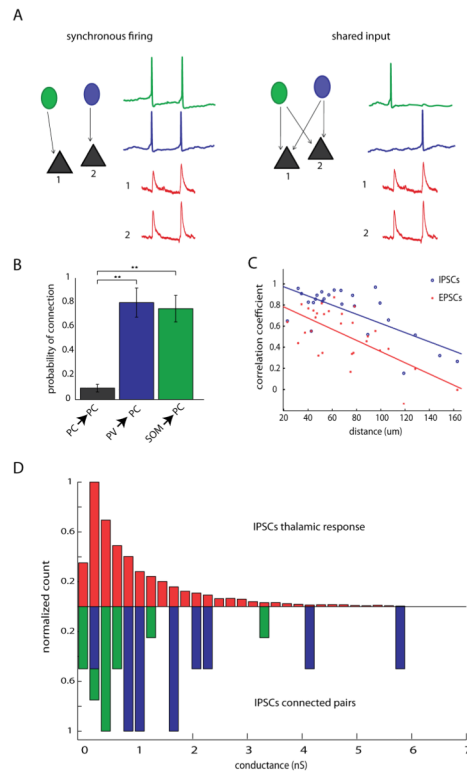 A
synchronous firing
shared input
1
2
1
2
1
2
1
2
B
probability of connection
1
0.8
0.6
0.4
0.2
0
**
**
PC PC
PV PC
SOM PC
C
correlation coefficient
1
0.8
0.6
0.4
0.2
0
IPSCs
EPSCs
20 40 60 80 100 120 140 160
distance (um)
D
normalized count
1
0.6
0.2
0.2
0.6
1
IPSCs thalamic response
IPSCs connected pairs
0 1 2 3 4 5 6 7
conductance (nS)